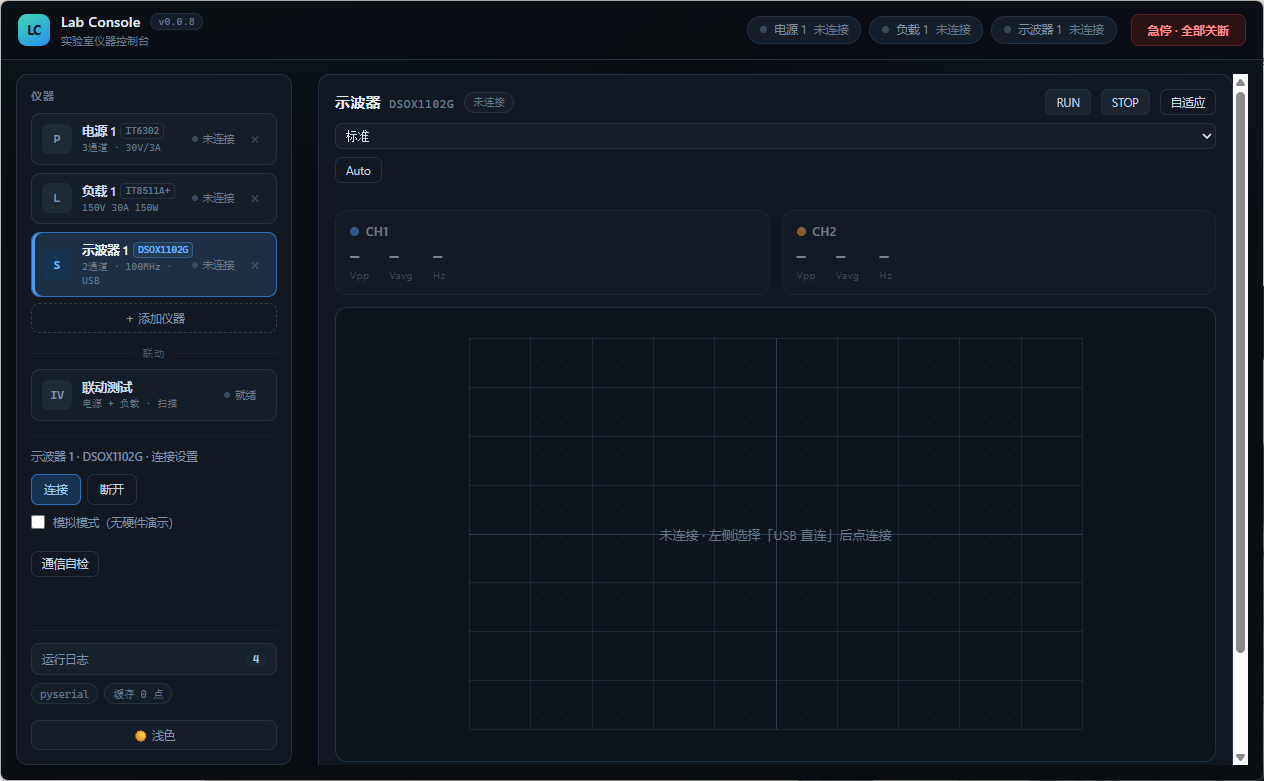 LC
Lab Console v0.0.8
实验室仪器控制台
电源 1 未连接
负载 1 未连接
示波器 1 未连接
急停 · 全部关断
仪器
P
电源 1 IT6302
3通道 · 30V/3A
未连接 ×
L
负载 1 IT8511A+
150V 30A 150W
未连接 ×
S
示波器 1 DSOX1102G
2通道 · 100MHz ·
USB
未连接 ×
+ 添加仪器
联动
IV
联动测试
电源 + 负载 · 扫描
就绪
示波器 1 · DSOX1102G · 连接设置
连接 断开
模拟模式（无硬件演示）
通信自检
运行日志 4
pyserial 缓存 0 点
浅色
示波器 DSOX1102G 未连接
RUN STOP 自适应
标准
Auto
CH1
— — —
Vpp Vavg Hz
CH2
— — —
Vpp Vavg Hz
未连接 · 左侧选择「USB 直连」后点连接